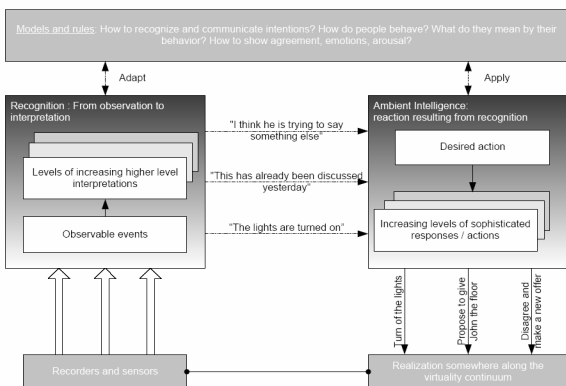 Models and rules: How to recognize and communicate intentions? How do people behave? What do they mean by their
behavior? How to show agreement, emotions, arousal?
Adapt
Apply
Recognition : From observation to
interpretation
Levels of increasing higher level
interpretations
Observable events
"I think he is trying to say
something else"
"This has already been discussed
yesterday"
"The lights are turned on"
Ambient Intelligence:
reaction resulting from recognition
Desired action
Increasing levels of sophisticated
responses / actions
Turn of the lights
Propose to give
John the floor
Disagree and
make a new offer
Recorders and sensors
Realization somewhere along the
virtuality continuum